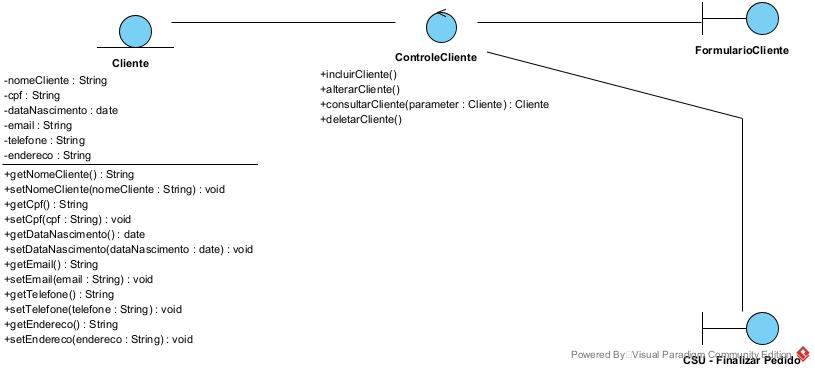 Cliente
-nomeCliente : String
-cpf : String
-dataNascimento : date
-email : String
-telefone : String
-endereco : String
+getNomeCliente() : String
+setNomeCliente(nomeCliente : String) : void
+getCpf() : String
+setCpf(cpf : String) : void
+getDataNascimento() : date
+setDataNascimento(dataNascimento : date) : void
+getEmail() : String
+setEmail(email : String) : void
+getTelefone() : String
+setTelefone(telefone : String) : void
+getEndereco() : String
+setEndereco(endereco : String) : void
ControleCliente
+incluirCliente()
+alterarCliente()
+consultarCliente(parameter : Cliente) : Cliente
+deletarCliente()
FormularioCliente
CSU - Finalizar Pedido
Powered By Visual Paradigm Community Edition